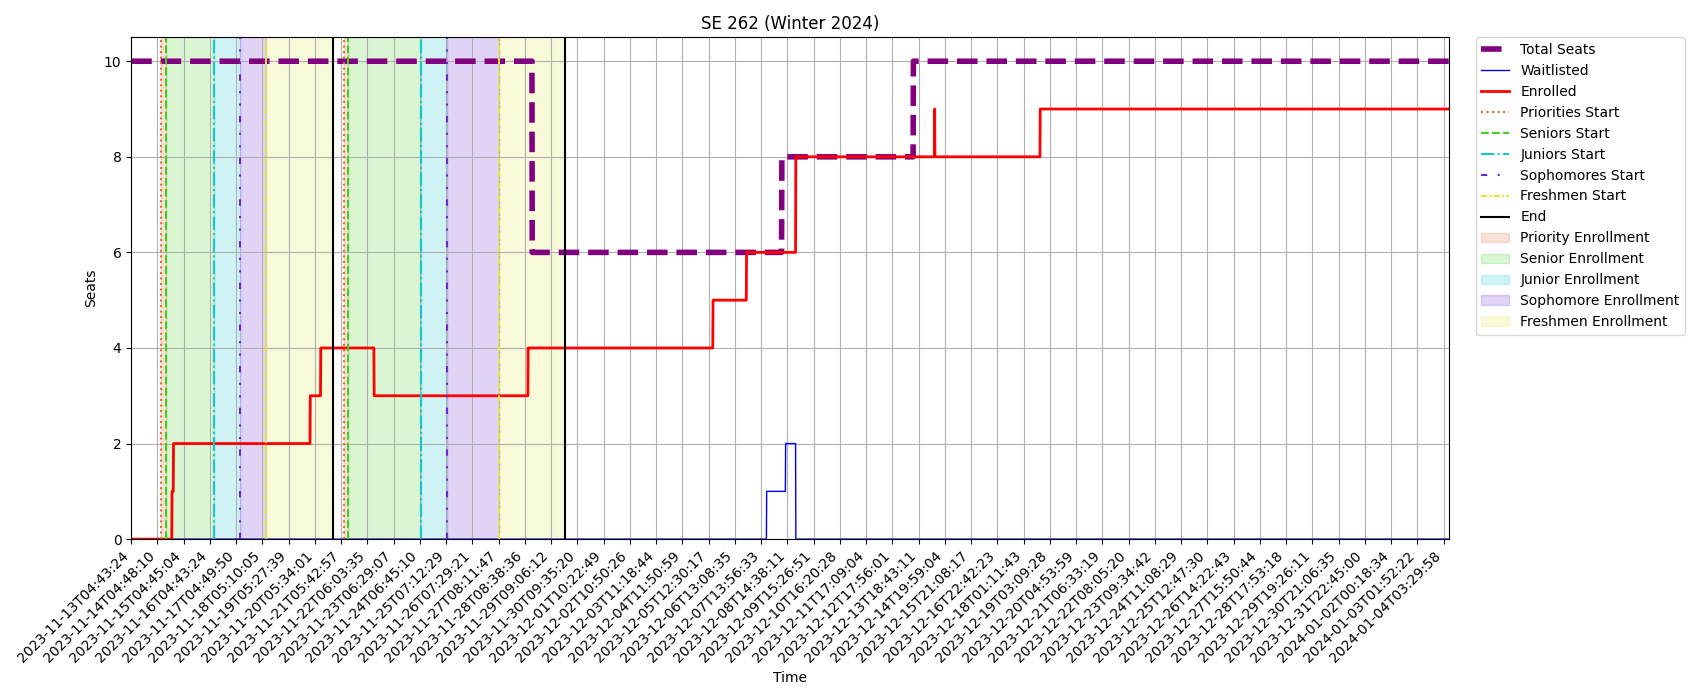 SE 262 (Winter 2024)
Seats
10
8
6
4
2
0
2023-11-13T04:43:24
2023-11-14T04:48:10
2023-11-15T04:45:04
2023-11-16T04:43:24
2023-11-17T04:49:50
2023-11-18T05:10:05
2023-11-19T05:27:39
2023-11-20T05:34:01
2023-11-21T05:42:57
2023-11-22T06:03:35
2023-11-23T06:29:07
2023-11-24T06:45:10
2023-11-25T07:12:29
2023-11-26T07:29:21
2023-11-27T08:11:47
2023-11-28T08:38:36
2023-11-29T09:06:12
2023-11-30T09:35:20
2023-12-01T10:22:49
2023-12-02T10:50:26
2023-12-03T11:18:44
2023-12-04T11:50:59
2023-12-05T12:30:17
2023-12-06T13:08:35
2023-12-07T13:56:33
2023-12-08T14:38:11
2023-12-09T15:26:51
2023-12-10T16:20:28
2023-12-11T17:09:04
2023-12-12T17:56:01
2023-12-13T18:43:11
2023-12-14T19:59:04
2023-12-15T21:08:17
2023-12-16T22:42:23
2023-12-18T01:11:43
2023-12-19T03:09:28
2023-12-20T04:53:59
2023-12-21T06:33:19
2023-12-22T08:05:20
2023-12-23T09:34:42
2023-12-24T11:08:29
2023-12-25T12:47:30
2023-12-26T14:22:43
2023-12-27T15:50:44
2023-12-28T17:53:18
2023-12-29T19:26:11
2023-12-30T21:06:35
2023-12-31T22:45:00
2024-01-02T00:18:34
2024-01-03T01:52:22
2024-01-04T03:29:58
Time
Total Seats
Waitlisted
Enrolled
Priorities Start
Seniors Start
Juniors Start
Sophomores Start
Freshmen Start
End
Priority Enrollment
Senior Enrollment
Junior Enrollment
Sophomore Enrollment
Freshmen Enrollment